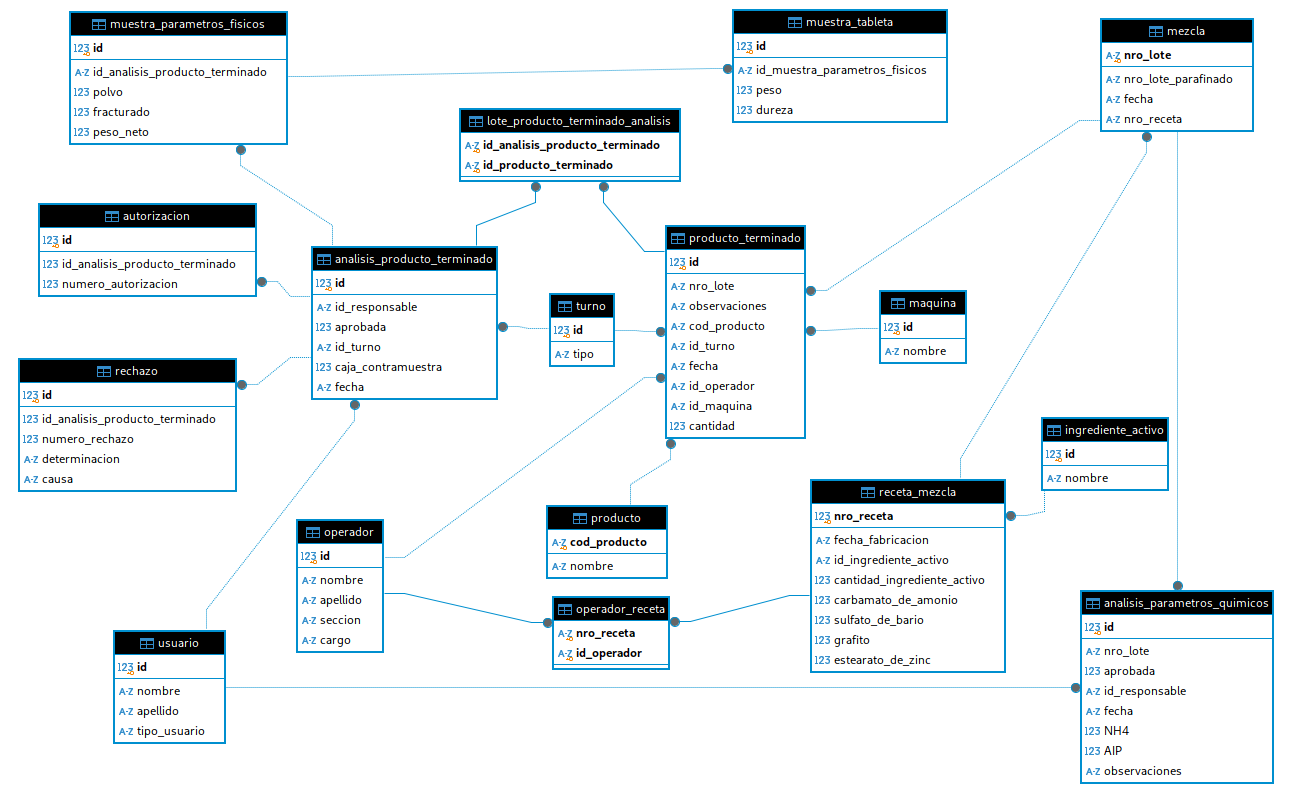 muestra_parametros_fisicos
123 id
A-Z id_analisis_producto_terminado
123 polvo
123 fracturado
123 peso_neto
muestra_tableta
123 id
A-Z id_muestra_parametros_fisicos
123 peso
123 dureza
mezcla
A-Z nro_lote
A-Z nro_lote_parafinado
A-Z fecha
A-Z nro_receta
lote_producto_terminado_analisis
A-Z id_analisis_producto_terminado
A-Z id_producto_terminado
autorizacion
123 id
123 id_analisis_producto_terminado
123 numero_autorizacion
analisis_producto_terminado
123 id
A-Z id_responsable
123 aprobada
A-Z id_turno
123 caja_contramuestra
A-Z fecha
producto_terminado
123 id
A-Z nro_lote
A-Z observaciones
A-Z cod_producto
A-Z id_turno
A-Z fecha
A-Z id_operador
A-Z id_maquina
123 cantidad
turno
123 id
A-Z tipo
maquina
123 id
A-Z nombre
rechazo
123 id
123 id_analisis_producto_terminado
123 numero_rechazo
A-Z determinacion
A-Z causa
ingrediente_activo
123 id
A-Z nombre
receta_mezcla
123 nro_receta
A-Z fecha_fabricacion
A-Z id_ingrediente_activo
123 cantidad_ingrediente_activo
123 carbamato_de_amonio
123 sulfato_de_bario
123 grafito
123 estearato_de_zinc
producto
A-Z cod_producto
A-Z nombre
operador
123 id
A-Z nombre
A-Z apellido
A-Z seccion
A-Z cargo
operador_receta
A-Z nro_receta
A-Z id_operador
analisis_parametros_quimicos
123 id
A-Z nro_lote
123 aprobada
A-Z id_responsable
A-Z fecha
123 NH4
123 AIP
A-Z observaciones
usuario
123 id
A-Z nombre
A-Z apellido
A-Z tipo_usuario